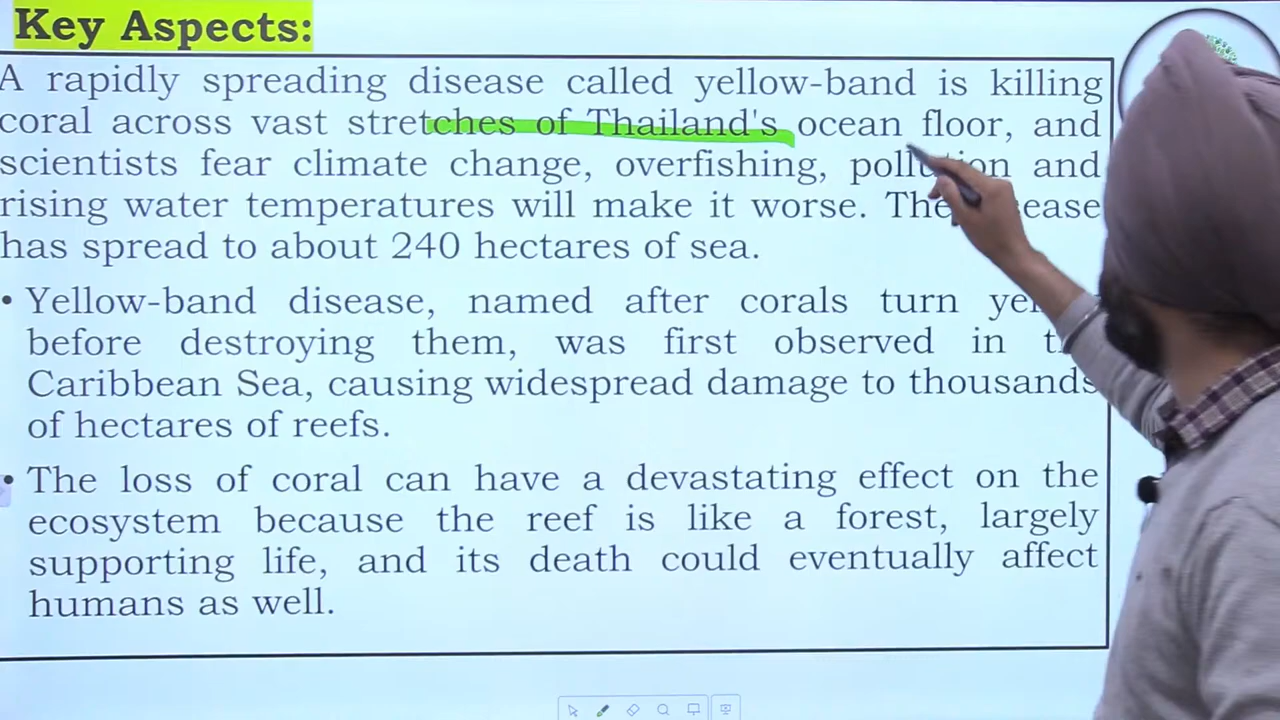 Key Aspects:
A rapidly spreading disease called yellow-band is killing
coral across vast stretches of Thailand's ocean floor, and
scientists fear climate change, overfishing, pollution and
rising water temperatures will make it worse. The
has spread to about 240 hectares of sea.
• Yellow-band disease, named after corals turn
before destroying them, was first observed in
Caribbean Sea, causing widespread damage to thousands
of hectares of reefs.
• The loss of coral can have a devastating effect on the
ecosystem because the reef is like a forest, largely
supporting life, and its death could eventually affect
humans as well.